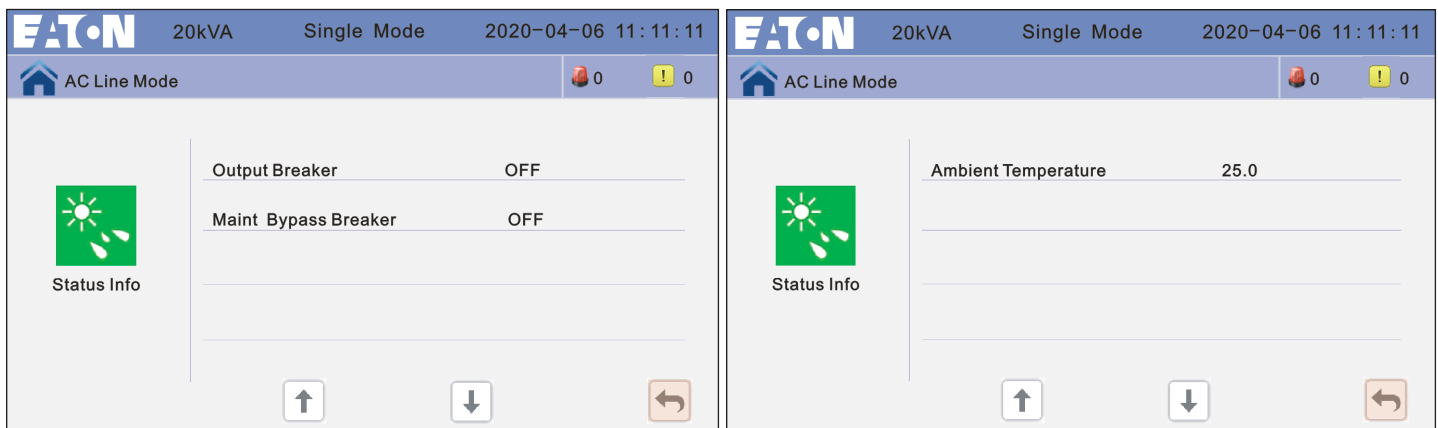 EATON 20kVA Single Mode 2020-04-06 11:11:11
AC Line Mode 0 ! 0
Output Breaker OFF
Maint Bypass Breaker OFF
Status Info
EATON 20kVA Single Mode 2020-04-06 11:11:11
AC Line Mode 0 ! 0
Ambient Temperature 25.0
Status Info